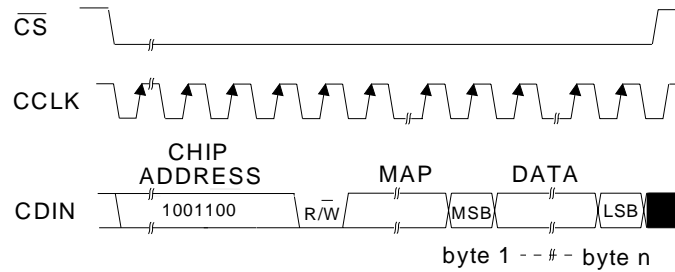 CS
CCLK
CHIP
ADDRESS
MAP
DATA
CDIN
1001100
R/W
MSB
LSB
byte 1
byte n